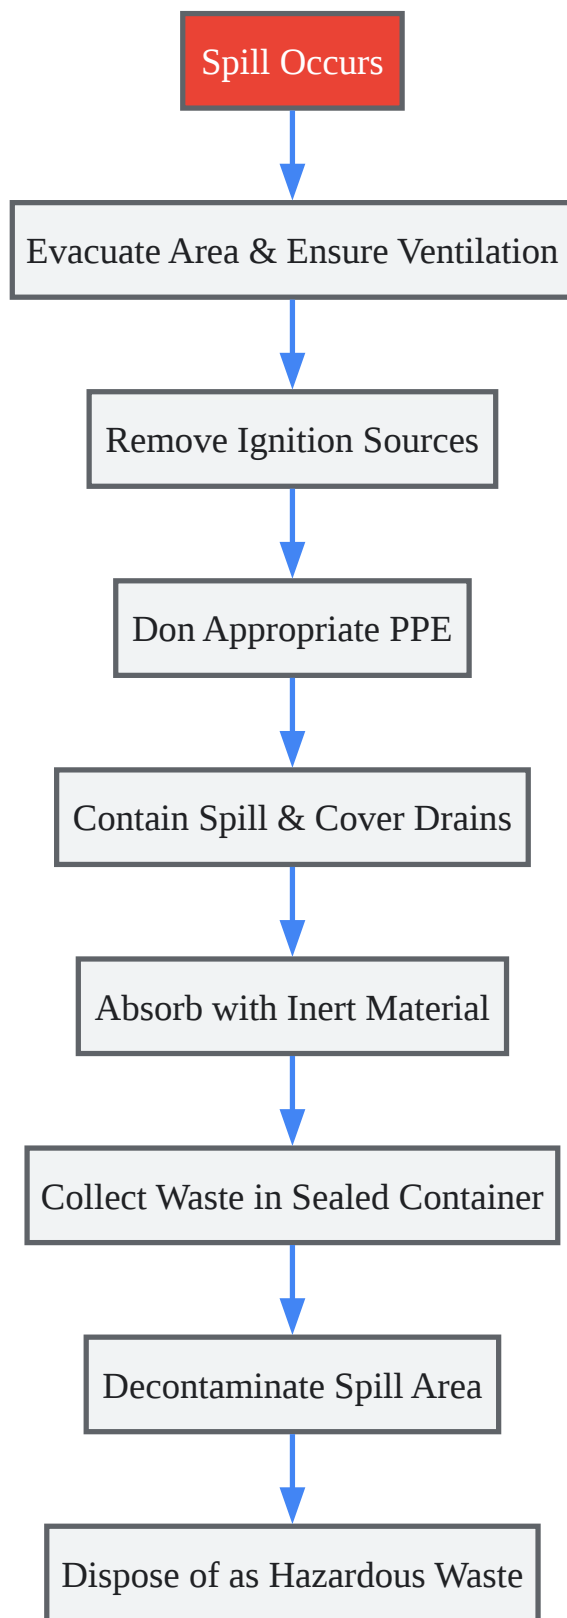 Spill Occurs
Evacuate Area & Ensure Ventilation
Remove Ignition Sources
Don Appropriate PPE
Contain Spill & Cover Drains
Absorb with Inert Material
Collect Waste in Sealed Container
Decontaminate Spill Area
Dispose of as Hazardous Waste